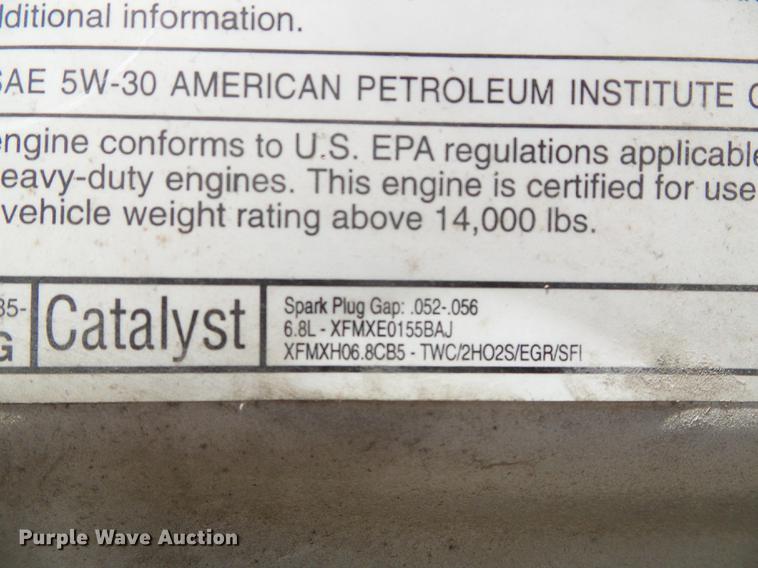 dditional information.
SAE 5W-30 AMERICAN PETROLEUM INSTITUTE
engine conforms to U.S. EPA regulations applicable
eavy-duty engines. This engine is certified for use
vehicle weight rating above 14,000 lbs.
85-
G
Catalyst
Spark Plug Gap: .052-.056
6.8L - XFMXE0155BAJ
XFMXH06.8CB5 - TWC/2HO2S/EGR/SFI
Purple Wave Auction